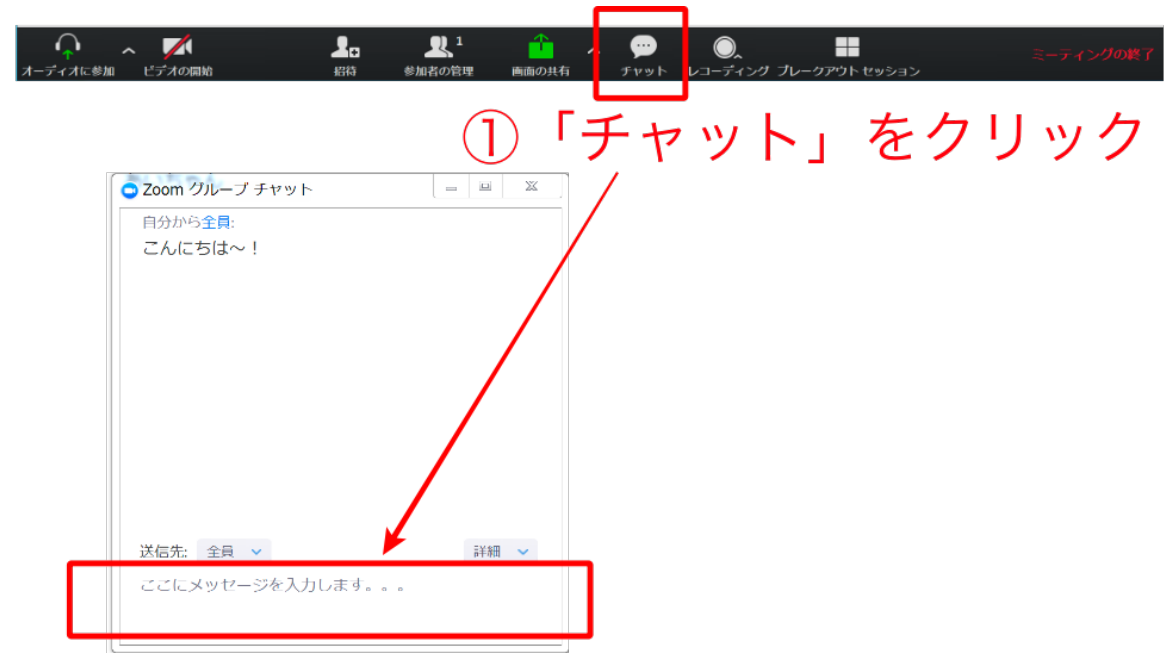 オーディオに参加 ビデオの開始 招待 参加者の管理 1 画面の共有 チャット レコーディング ブレークアウト セッション ミーティングの終了
①「チャット」をクリック
Zoom グループ チャット
自分から全員:
こんにちは～！
送信先: 全員 詳細
ここにメッセージを入力します。。。